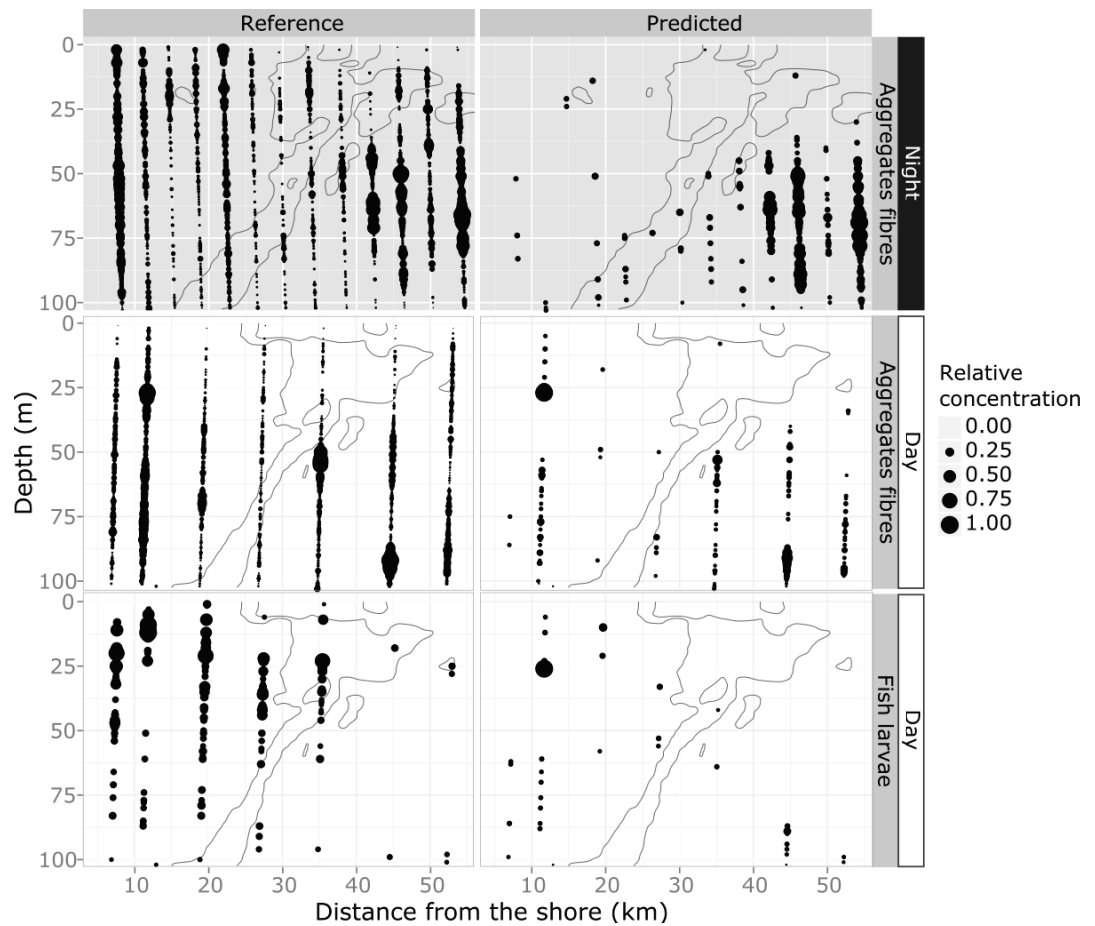 Reference
Predicted
0
25
50
75
100
Aggregates fibres
Night
0
25
50
75
100
Aggregates fibres
Day
0
25
50
75
100
Fish larvae
Day
Depth (m)
10 20 30 40 50
10 20 30 40 50
Distance from the shore (km)
Relative
concentration
0.00
0.25
0.50
0.75
1.00